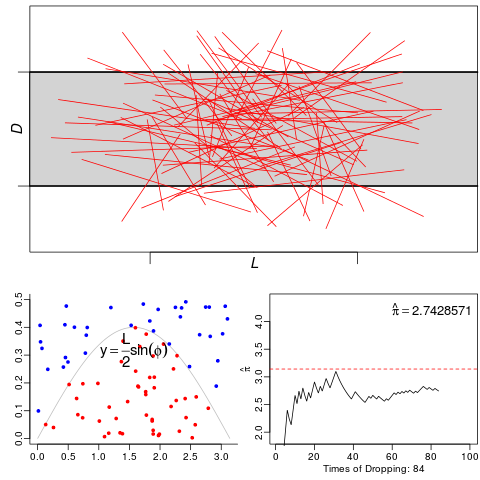 D
L
0.0 0.1 0.2 0.3 0.4 0.5
0.0 0.5 1.0 1.5 2.0 2.5 3.0
y = L/2 sin(ϕ)
π̂ = 2.7428571
π̂
2.0 2.5 3.0 3.5 4.0
0 20 40 60 80 100
Times of Dropping: 84